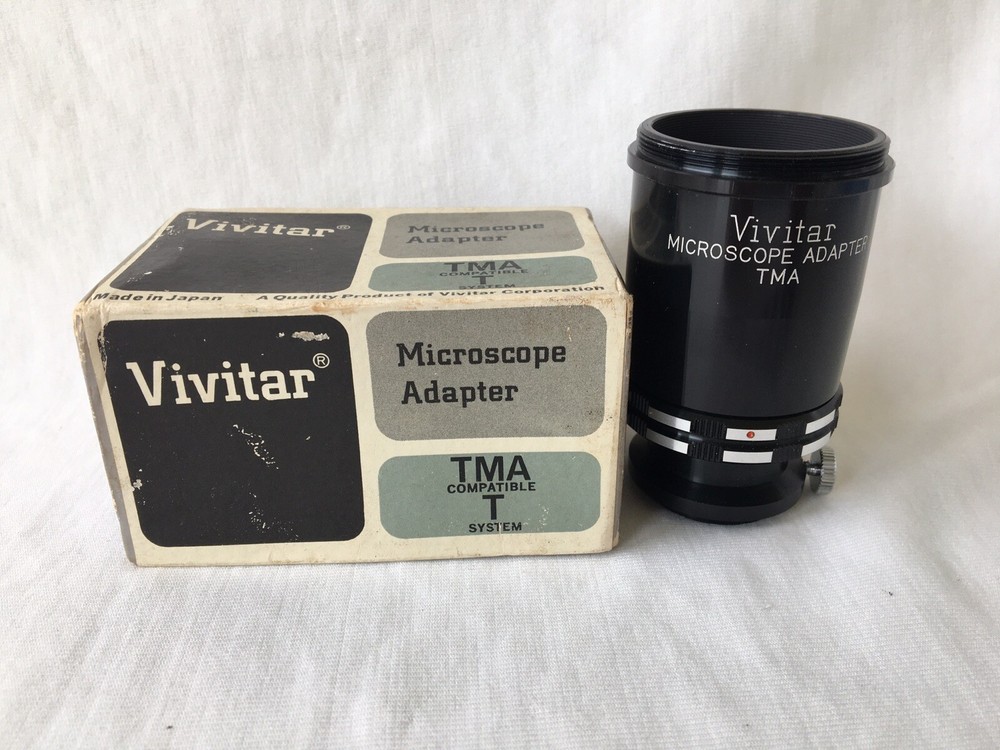 Vivitar®
Microscope
Adapter
TMA
COMPATIBLE
T
SYSTEM
Made in Japan
A Quality Product of Vivitar Corporation
Vivitar®
Microscope
Adapter
TMA
COMPATIBLE
T
SYSTEM
Vivitar
MICROSCOPE ADAPTER
TMA